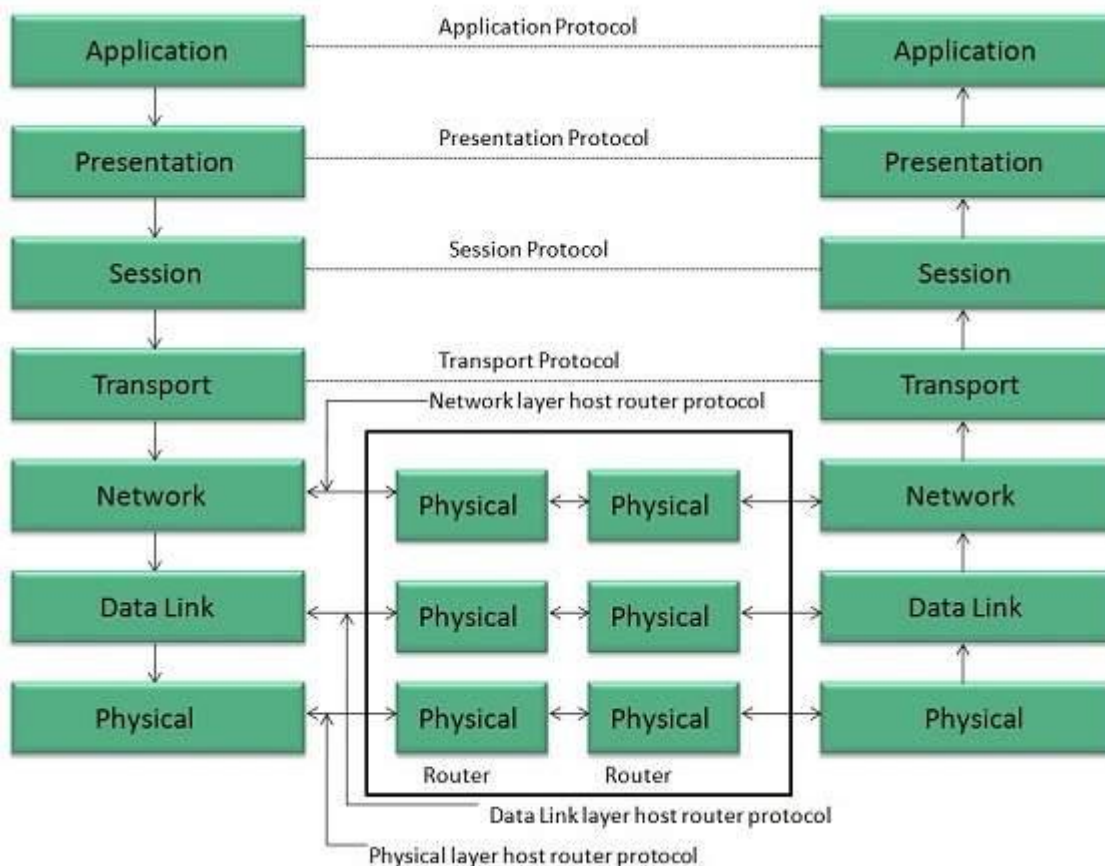 Application
Application Protocol
Application
Presentation
Presentation Protocol
Presentation
Session
Session Protocol
Session
Transport
Transport Protocol
Transport
Network layer host router protocol
Network
Physical
Physical
Network
Data Link
Physical
Physical
Data Link
Physical
Physical
Physical
Physical
Router
Router
Data Link layer host router protocol
Physical layer host router protocol